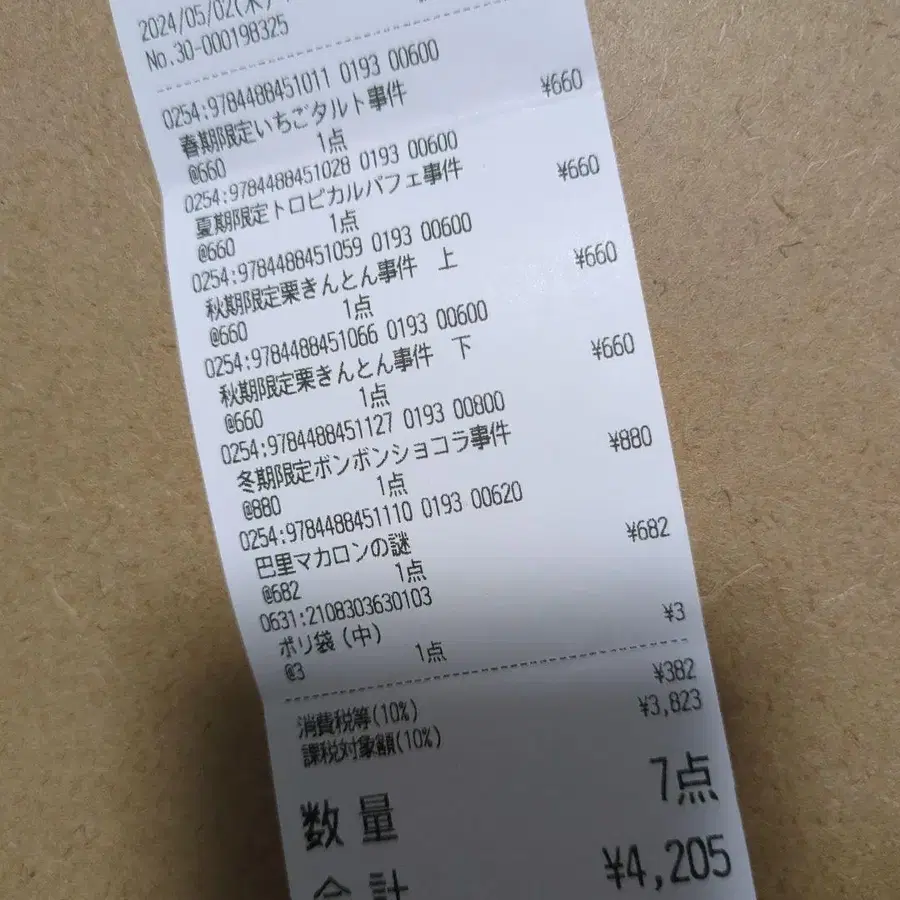 2024/05/02(木)
No.30-000198325
0254:9784488451011 0193 00600
春期限定いちごタルト事件 ¥660
@660 1点
0254:9784488451028 0193 00600
夏期限定トロピカルパフェ事件 ¥660
@660 1点
0254:9784488451059 0193 00600
秋期限定栗きんとん事件 上 ¥660
@660 1点
0254:9784488451066 0193 00600
秋期限定栗きんとん事件 下 ¥660
@660 1点
0254:9784488451127 0193 00800
冬期限定ボンボンショコラ事件 ¥880
@880 1点
0254:9784488451110 0193 00620
巴里マカロンの謎 ¥682
@682 1点
0631:2108303630103
ポリ袋(中) ¥3
@3 1点
消費税等(10%) ¥382
課税対象額(10%) ¥3,823
数量 7点
合計 ¥4,205